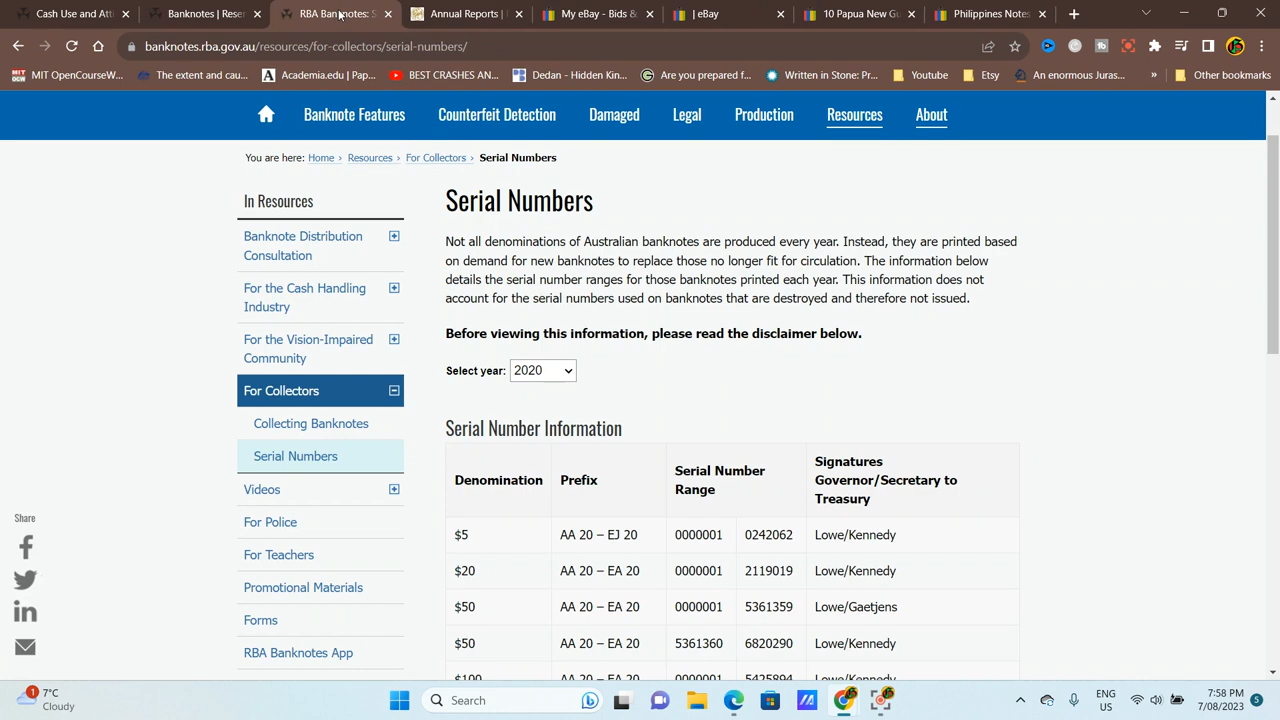 Cash Use and Atti
Banknotes | Reser
RBA Banknotes: S
Annual Reports |
My eBay - Bids &
| eBay
10 Papua New Gu
Philippines Notes
banknotes.rba.gov.au/resources/for-collectors/serial-numbers/
MIT OpenCourseW...
The extent and cau...
Academia.edu | Pap...
BEST CRASHES AN...
Dedan - Hidden Kin...
Are you prepared f...
Written in Stone: Pr...
Youtube
Etsy
An enormous Juras...
»
Other bookmarks
Banknote Features
Counterfeit Detection
Damaged
Legal
Production
Resources
About
You are here: Home › Resources › For Collectors › Serial Numbers
In Resources
Banknote Distribution
Consultation
For the Cash Handling
Industry
For the Vision-Impaired
Community
For Collectors
Collecting Banknotes
Serial Numbers
Videos
For Police
For Teachers
Promotional Materials
Forms
RBA Banknotes App
Share
Serial Numbers
Not all denominations of Australian banknotes are produced every year. Instead, they are printed based
on demand for new banknotes to replace those no longer fit for circulation. The information below
details the serial number ranges for those banknotes printed each year. This information does not
account for the serial numbers used on banknotes that are destroyed and therefore not issued.
Before viewing this information, please read the disclaimer below.
Select year: 2020
Serial Number Information
Denomination
Prefix
Serial Number
Range
Signatures
Governor/Secretary to
Treasury
$5 AA 20 – EJ 20 0000001 0242062 Lowe/Kennedy
$20 AA 20 – EA 20 0000001 2119019 Lowe/Kennedy
$50 AA 20 – EA 20 0000001 5361359 Lowe/Gaetjens
$50 AA 20 – EA 20 5361360 6820290 Lowe/Kennedy
$100 AA 20 – EA 20 0000001 5425894 Lowe/Kennedy
1
7°C
Cloudy
Search
ENG
US
7:58 PM
7/08/2023
5